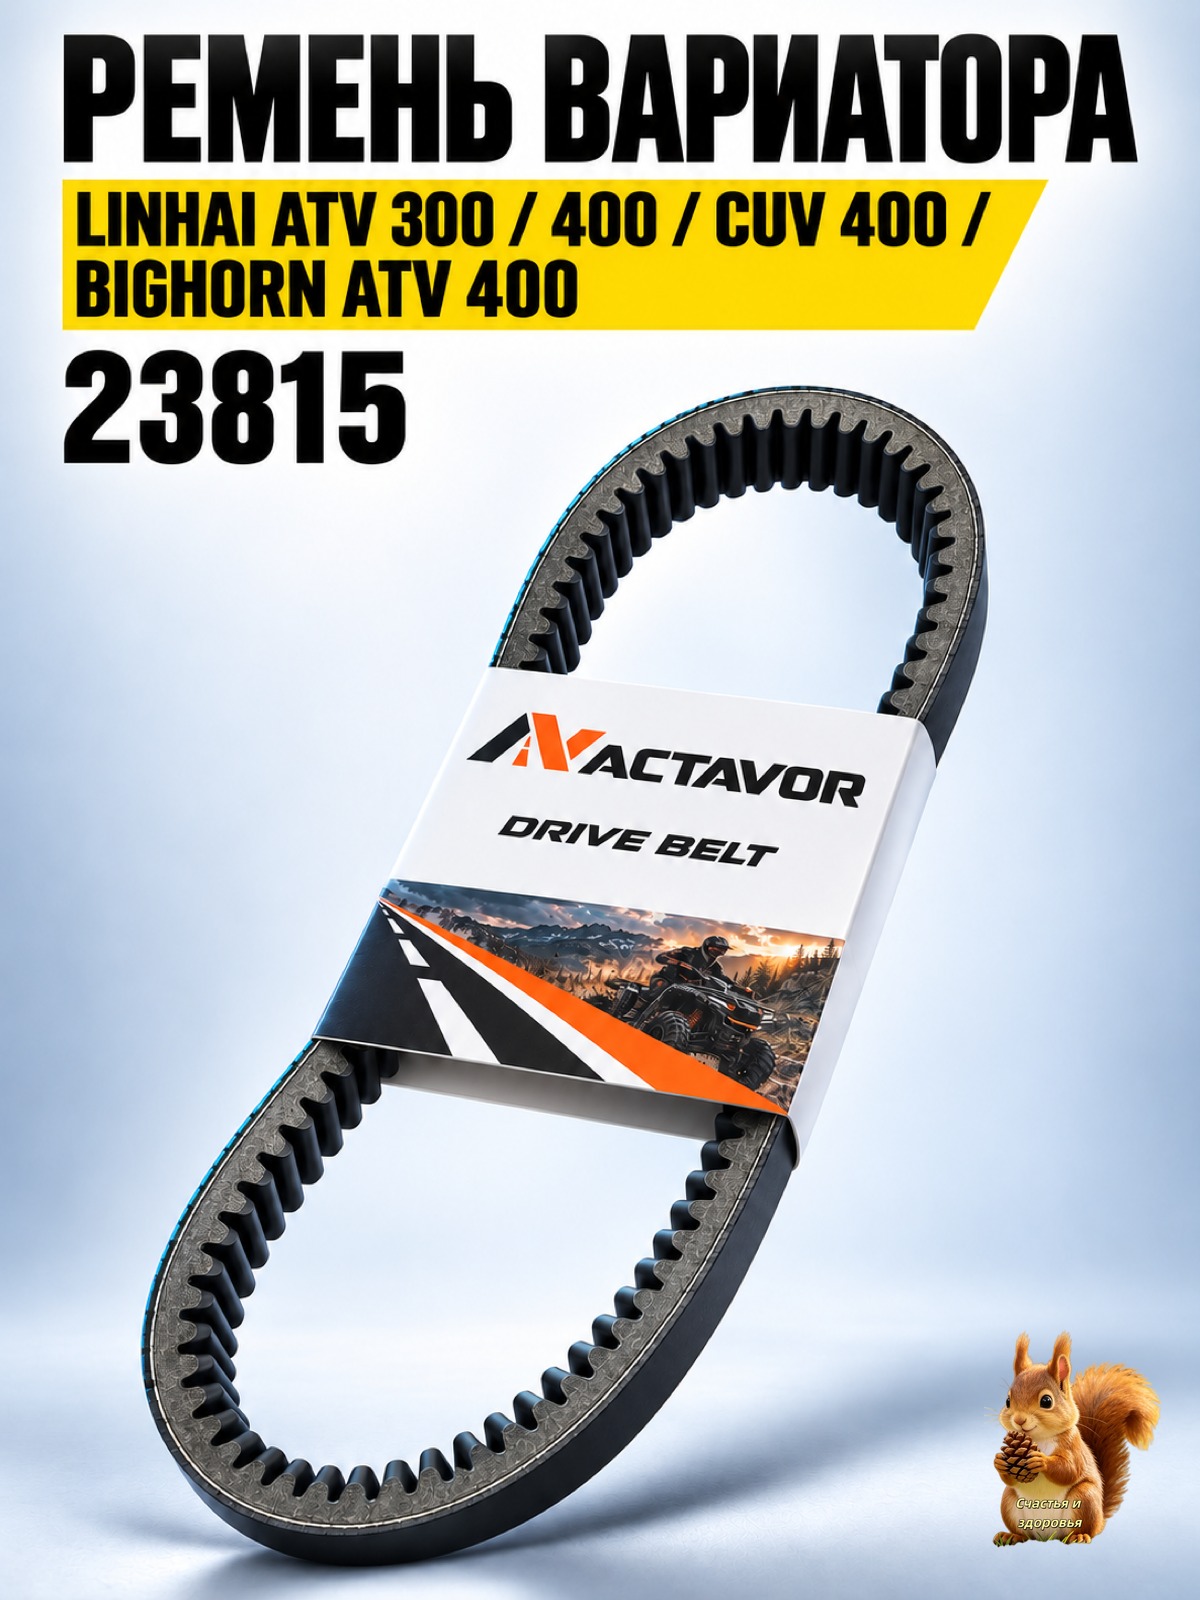 РЕМЕНЬ ВАРИАТОРА
LINHAI ATV 300 / 400 / CUV 400 /
BIGHORN ATV 400
23815
ACTAVOR
DRIVE BELT
Счастья и
здоровья